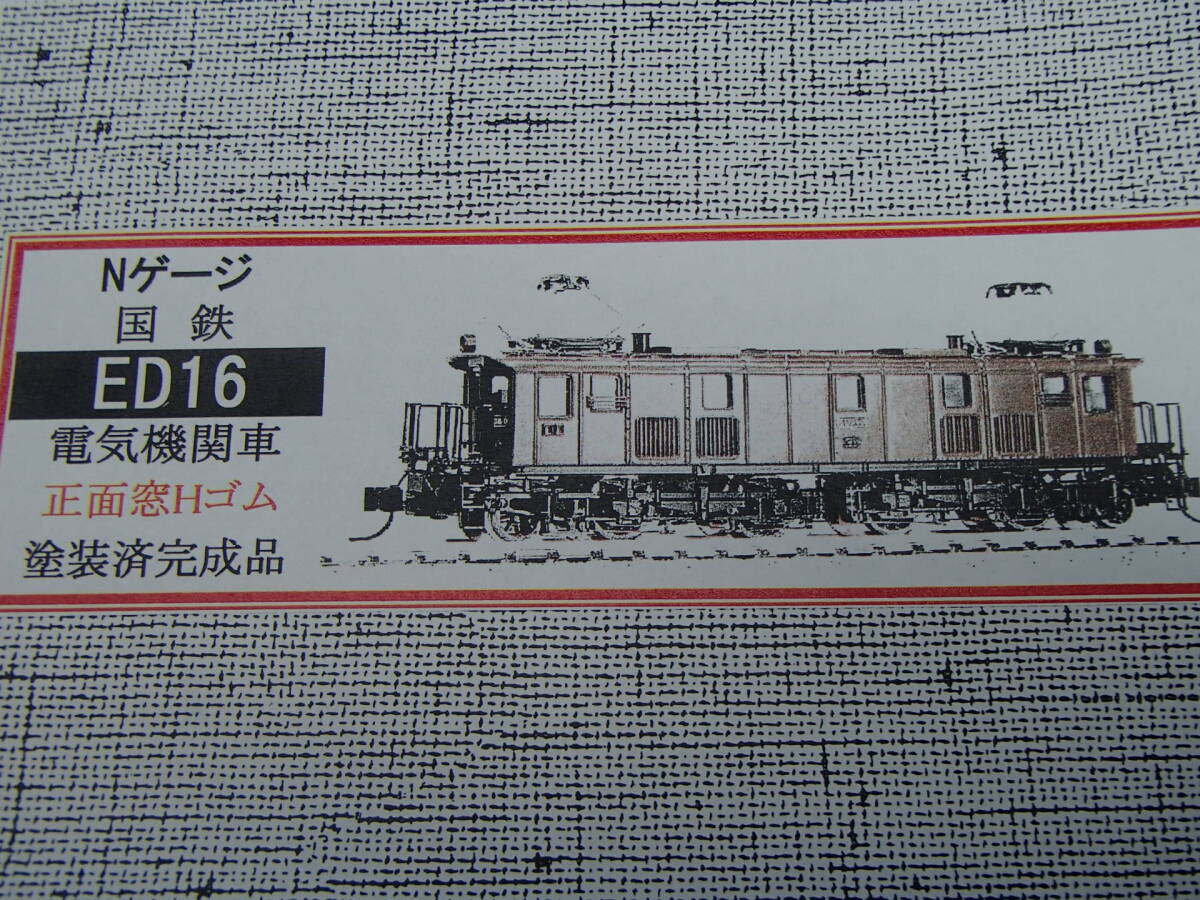 Nゲージ
国鉄
ED16
電気機関車
正面窓Hゴム
塗装済完成品